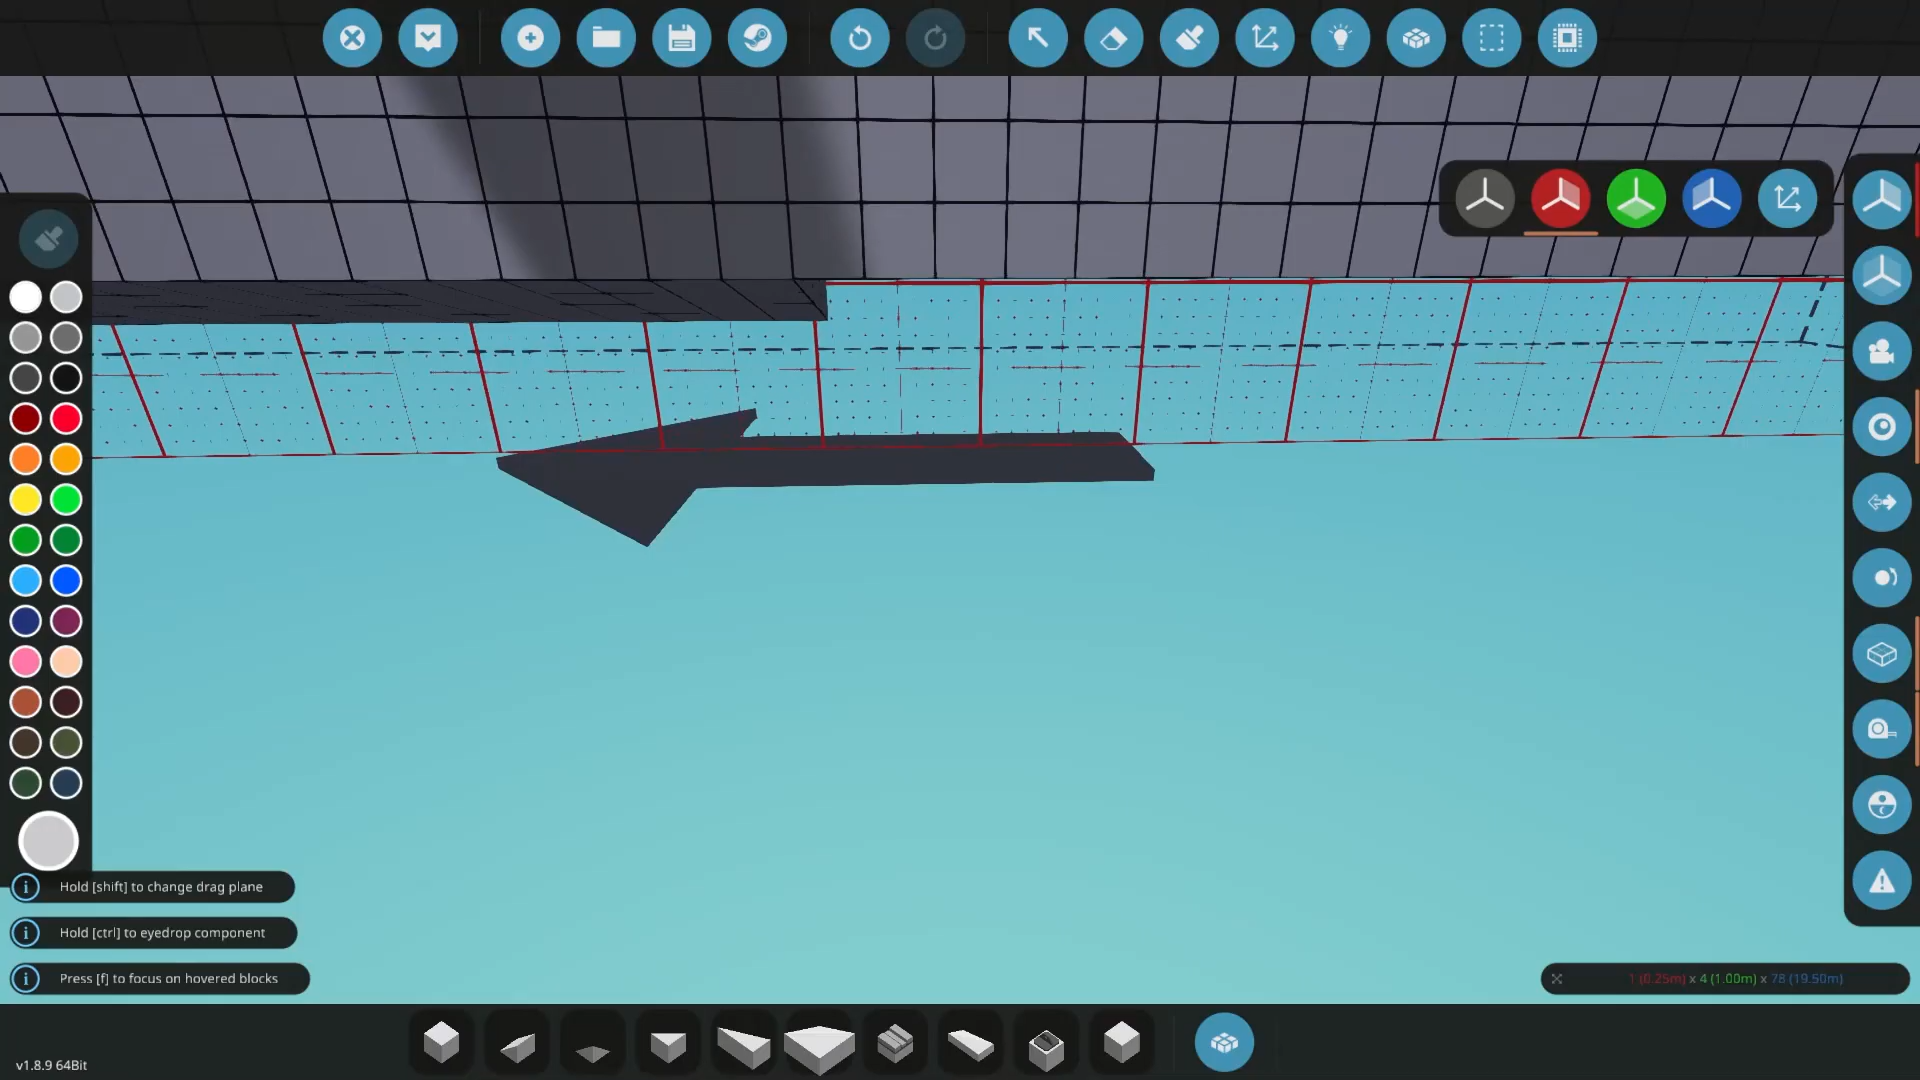 Hold [shift] to change drag plane
Hold [ctrl] to eyedrop component
Press [f] to focus on hovered blocks
1 (0.25m) x 4 (1.00m) x 78 (19.50m)
v1.8.9 64Bit